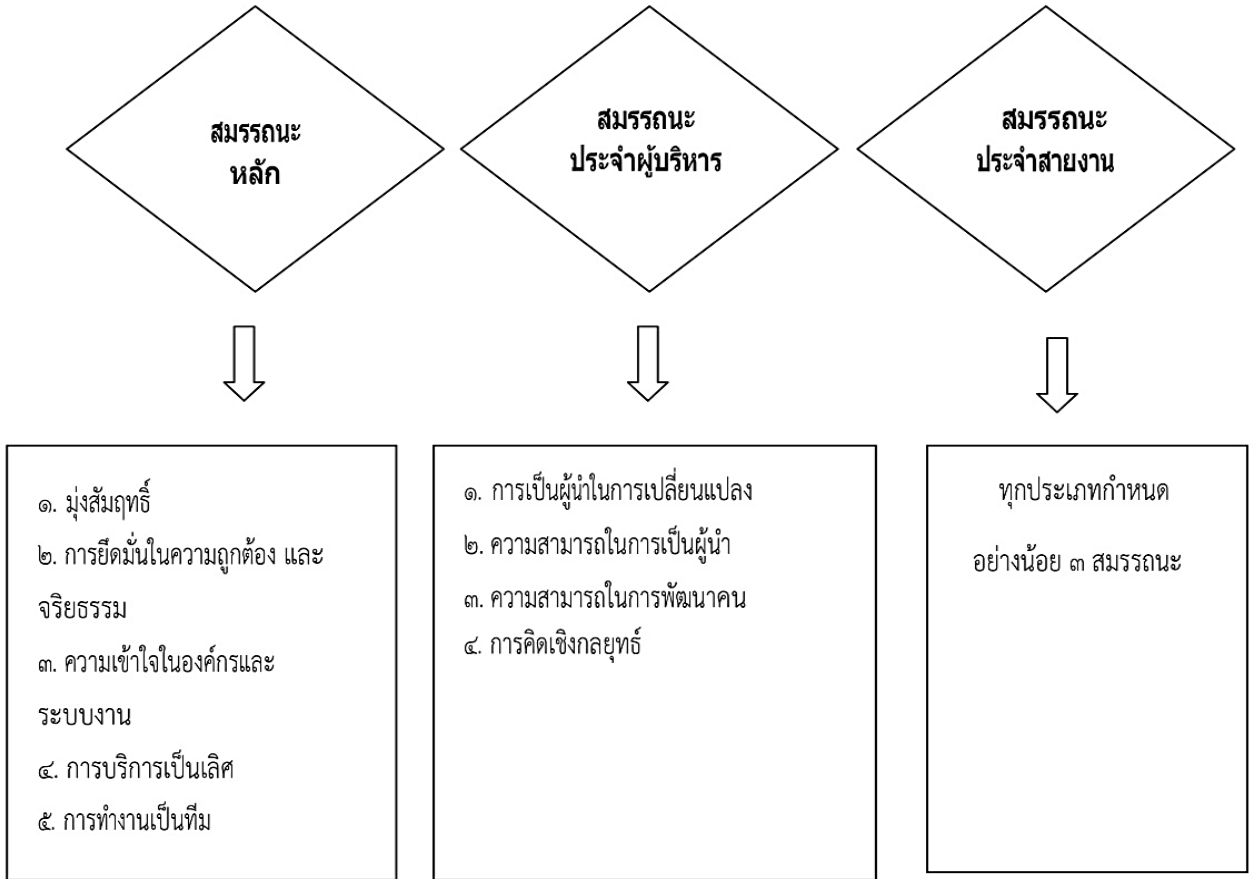 สมรรถนะ
หลัก
สมรรถนะ
ประจำผู้บริหาร
สมรรถนะ
ประจำสายงาน
๑. มุ่งสัมฤทธิ์
๒. การยึดมั่นในความถูกต้อง และ
จริยธรรม
๓. ความเข้าใจในองค์กรและ
ระบบงาน
๔. การบริการเป็นเลิศ
๕. การทำงานเป็นทีม
๑. การเป็นผู้นำในการเปลี่ยนแปลง
๒. ความสามารถในการเป็นผู้นำ
๓. ความสามารถในการพัฒนาคน
๔. การคิดเชิงกลยุทธ์
ทุกประเภทกำหนด
อย่างน้อย ๓ สมรรถนะ